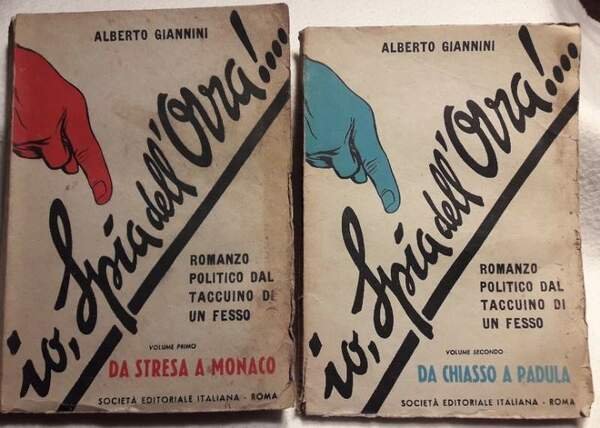 ALBERTO GIANNINI
io, Spia dell'Ovra!...
ROMANZO
POLITICO DAL
TACCUINO DI
UN FESSO
VOLUME PRIMO
DA STRESA A MONACO
SOCIETÀ EDITORIALE ITALIANA - ROMA
ALBERTO GIANNINI
io, Spia dell'Ovra!...
ROMANZO
POLITICO DAL
TACCUINO DI
UN FESSO
VOLUME SECONDO
DA CHIASSO A PADULA
SOCIETÀ EDITORIALE ITALIANA - ROMA